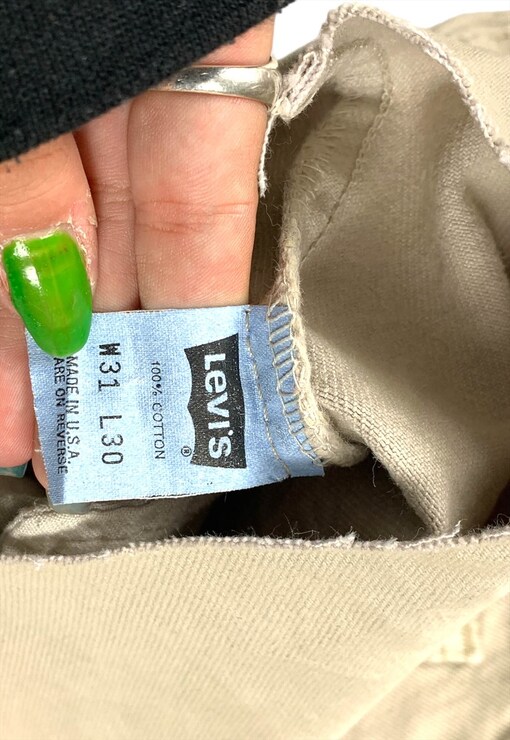 LEVI'S®
100% COTTON
W31 L30
MADE IN U.S.A.
ARE ON REVERSE